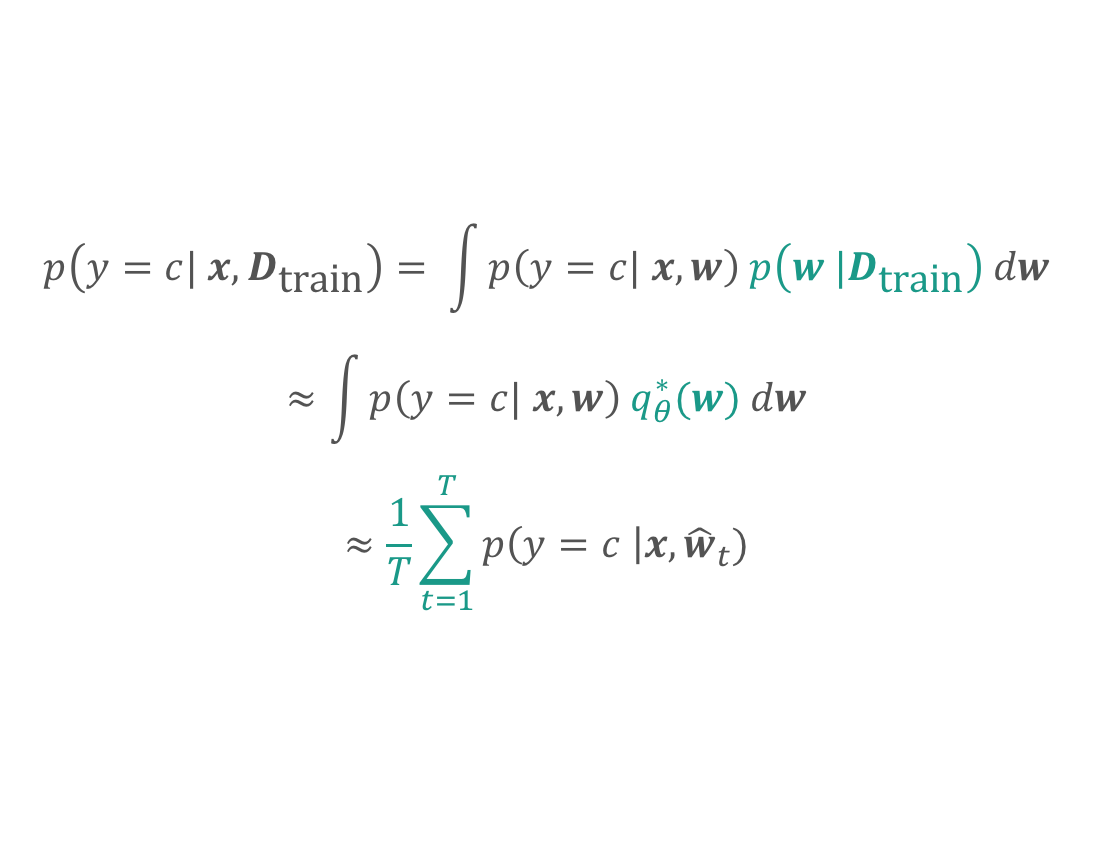 p(y = c| x, D_train) = ∫ p(y = c| x, w) p(w |D_train) dw
≈ ∫ p(y = c| x, w) q*_θ(w) dw
≈ 1/T ∑_{t=1}^{T} p(y = c |x, ŵ_t)